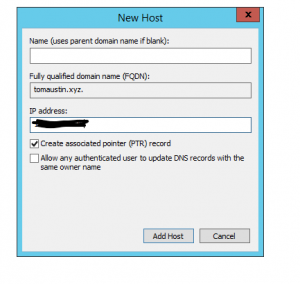 New Host
x
Name (uses parent domain name if blank):
Fully qualified domain name (FQDN):
tomaustin.xyz.
IP address:
Create associated pointer (PTR) record
Allow any authenticated user to update DNS records with the
same owner name
Add Host
Cancel